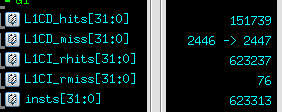 L1CD_hits[31:0] 151739
L1CD_miss[31:0] 2446 -> 2447
L1CI_rhits[31:0] 623237
L1CI_rmiss[31:0] 76
insts[31:0] 623313